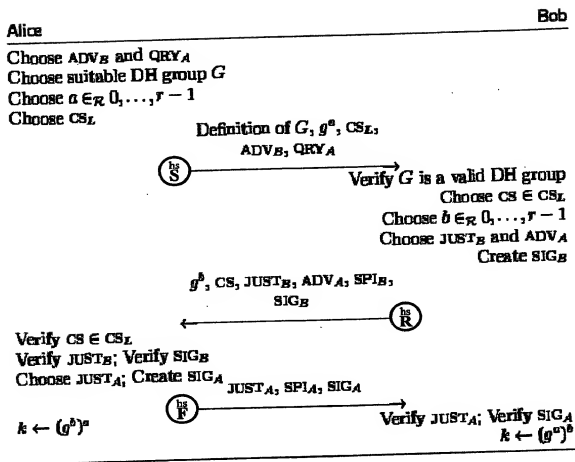 Alice
Bob
Choose ADV_B and QRY_A
Choose suitable DH group G
Choose a ∈_R 0, . . . , r − 1
Choose CS_L
Definition of G, g^a, CS_L,
ADV_B, QRY_A
hs
S
Verify G is a valid DH group
Choose CS ∈ CS_L
Choose b ∈_R 0, . . . , r − 1
Choose JUST_B and ADV_A
Create SIG_B
g^b, CS, JUST_B, ADV_A, SPI_B,
SIG_B
hs
R
Verify CS ∈ CS_L
Verify JUST_B; Verify SIG_B
Choose JUST_A; Create SIG_A
JUST_A, SPI_A, SIG_A
hs
F
Verify JUST_A; Verify SIG_A
k ← (g^b)^a
k ← (g^a)^b